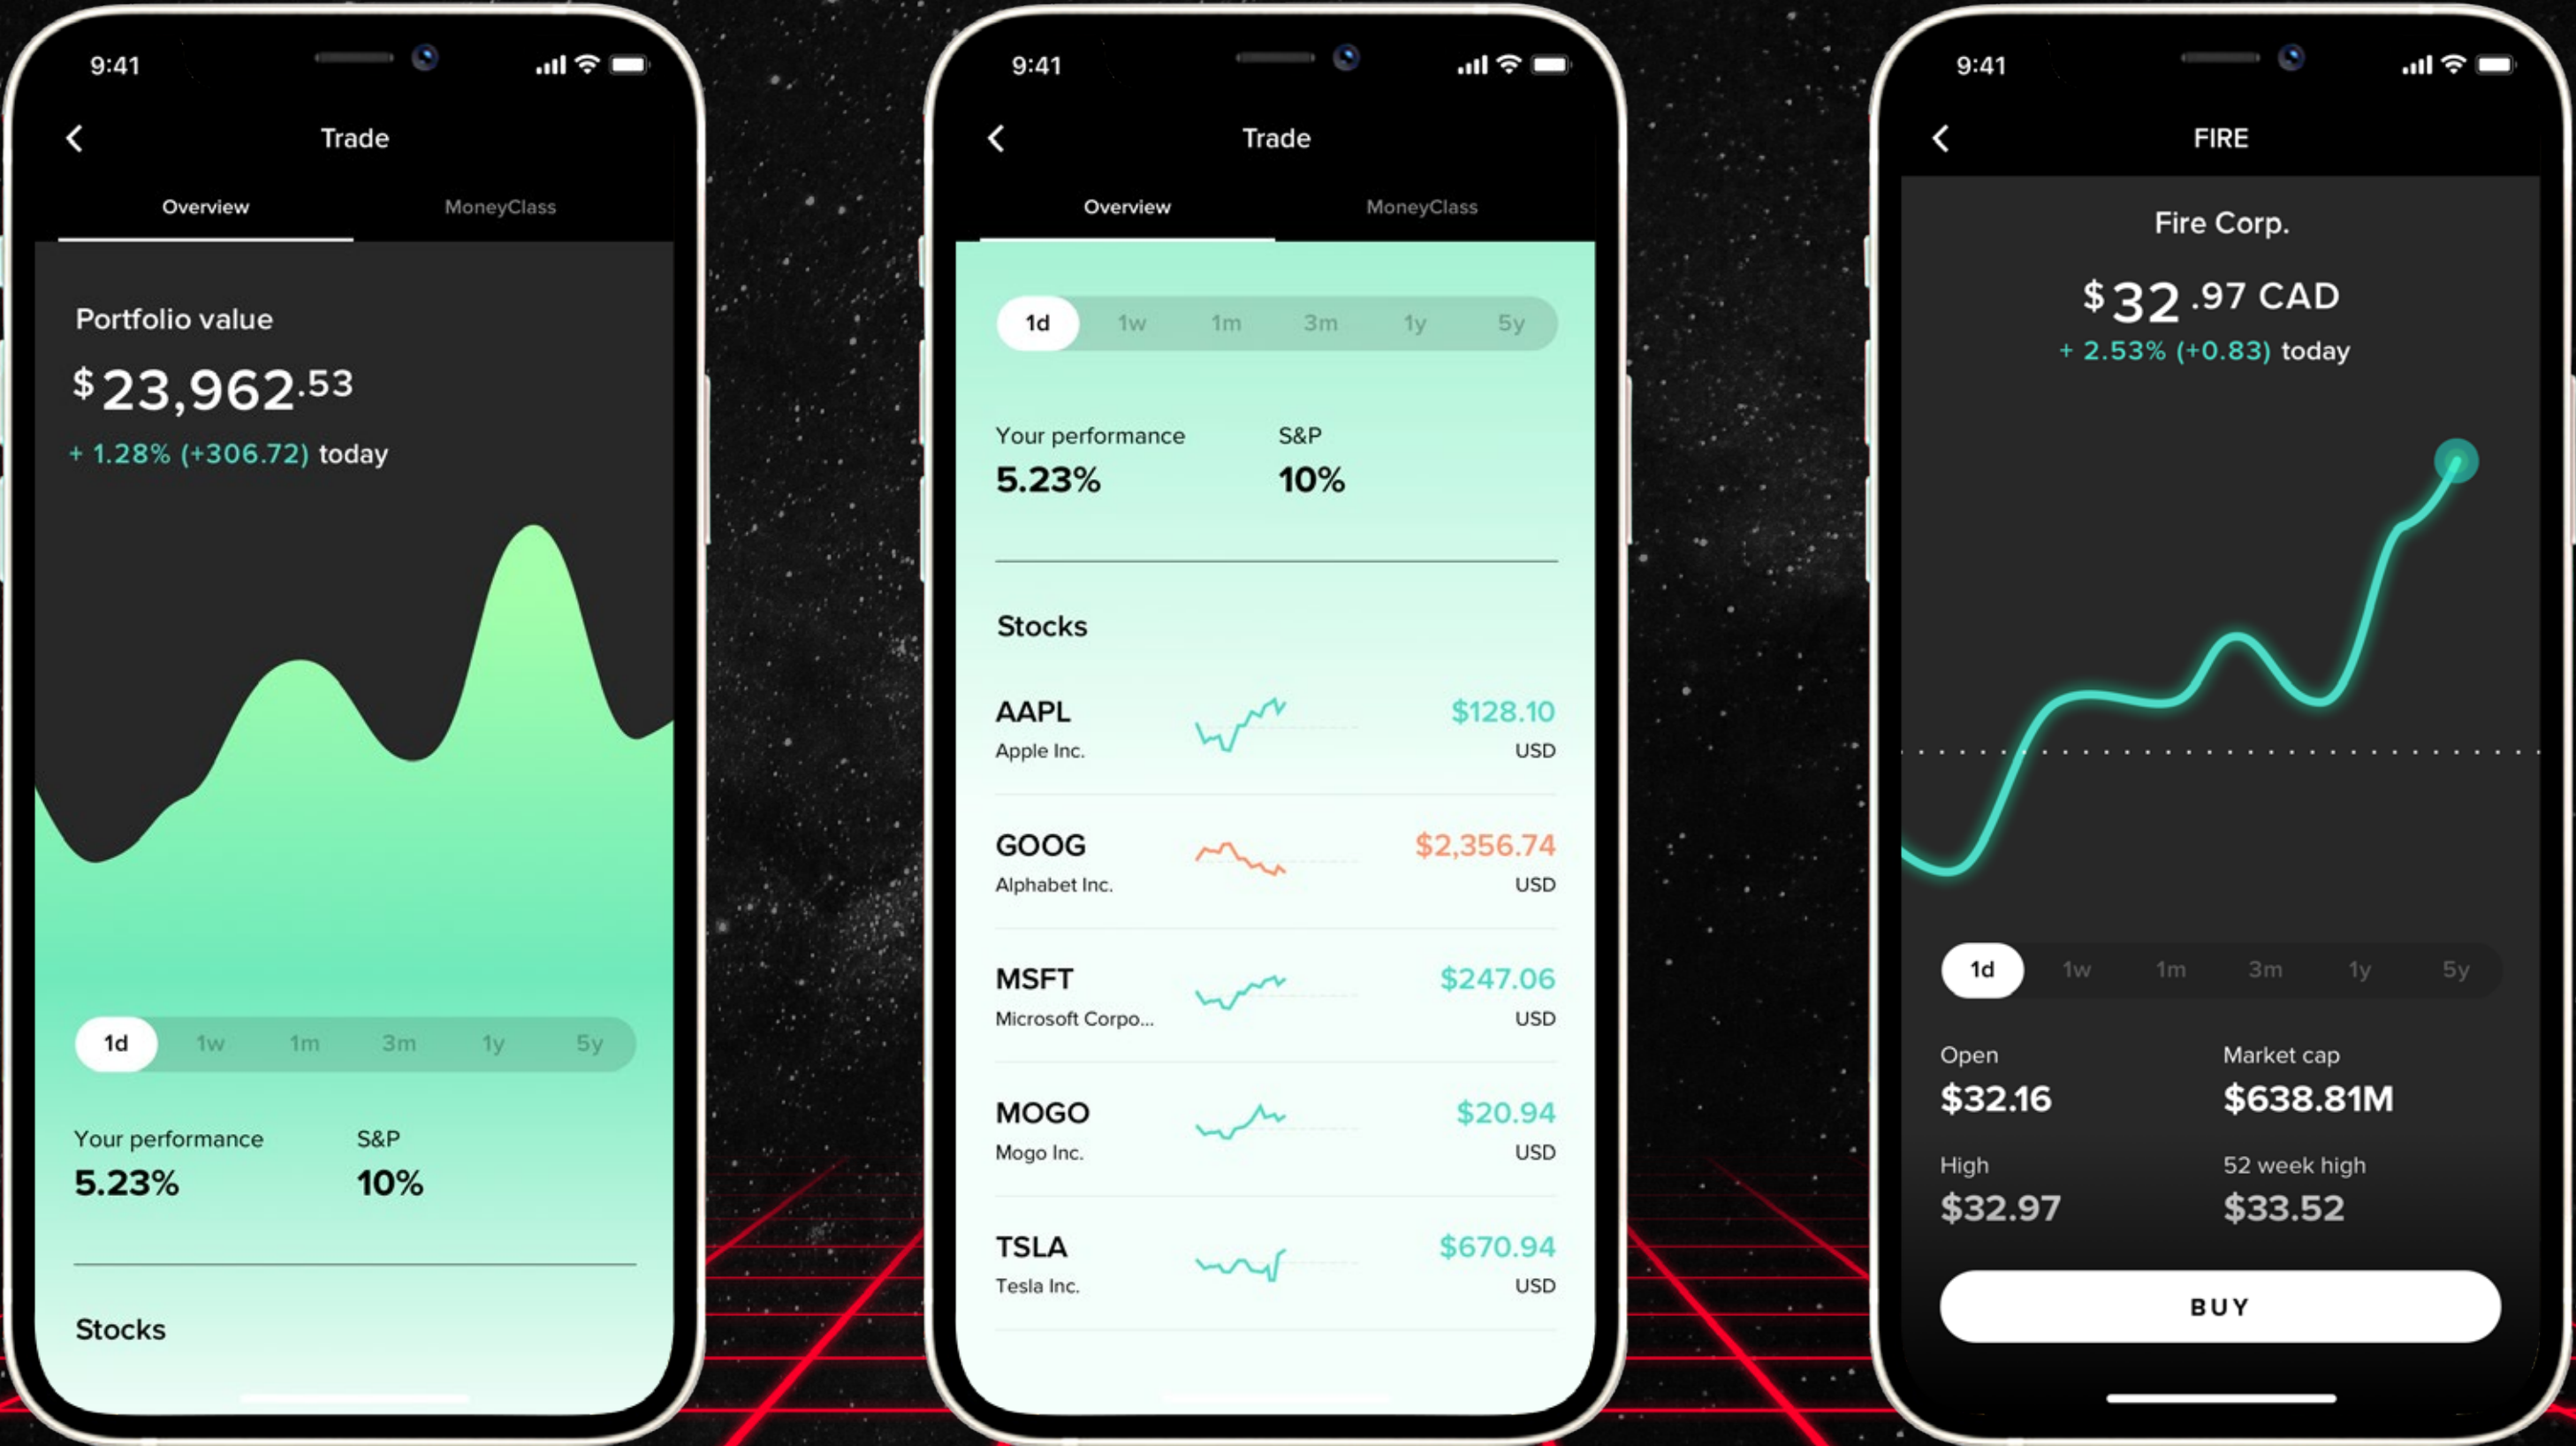 9:41
Trade
Overview MoneyClass
Portfolio value
$23,962.53
+ 1.28% (+306.72) today
1d 1w 1m 3m 1y 5y
Your performance S&P
5.23% 10%
Stocks
9:41
Trade
Overview MoneyClass
1d 1w 1m 3m 1y 5y
Your performance S&P
5.23% 10%
Stocks
AAPL $128.10
Apple Inc. USD
GOOG $2,356.74
Alphabet Inc. USD
MSFT $247.06
Microsoft Corpo... USD
MOGO $20.94
Mogo Inc. USD
TSLA $670.94
Tesla Inc. USD
9:41
FIRE
Fire Corp.
$32.97 CAD
+ 2.53% (+0.83) today
1d 1w 1m 3m 1y 5y
Open Market cap
$32.16 $638.81M
High 52 week high
$32.97 $33.52
BUY